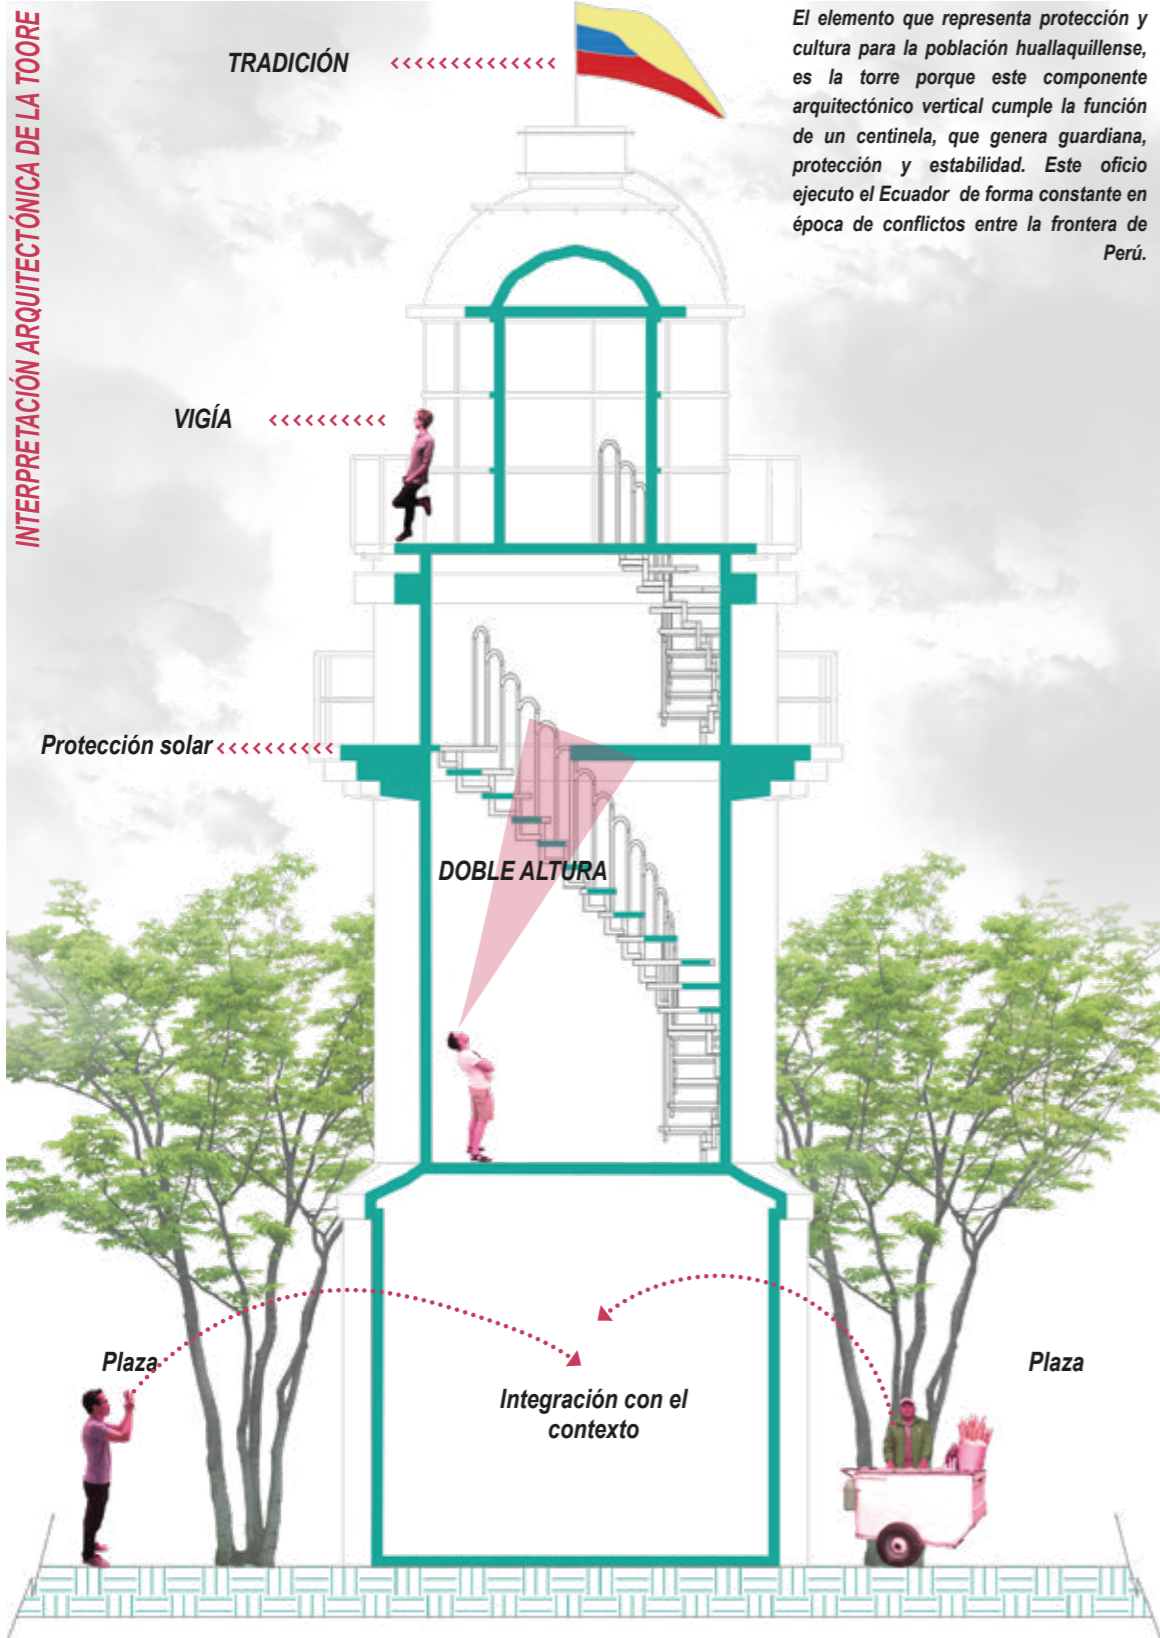 INTERPRETACIÓN ARQUITECTÓNICA DE LA TOORE
El elemento que representa protección y
cultura para la población huallaquillense,
es la torre porque este componente
arquitectónico vertical cumple la función
de un centinela, que genera guardiana,
protección y estabilidad. Este oficio
ejecuto el Ecuador de forma constante en
época de conflictos entre la frontera de
Perú.
TRADICIÓN
VIGÍA
Protección solar
DOBLE ALTURA
Plaza
Plaza
Integración con el
contexto